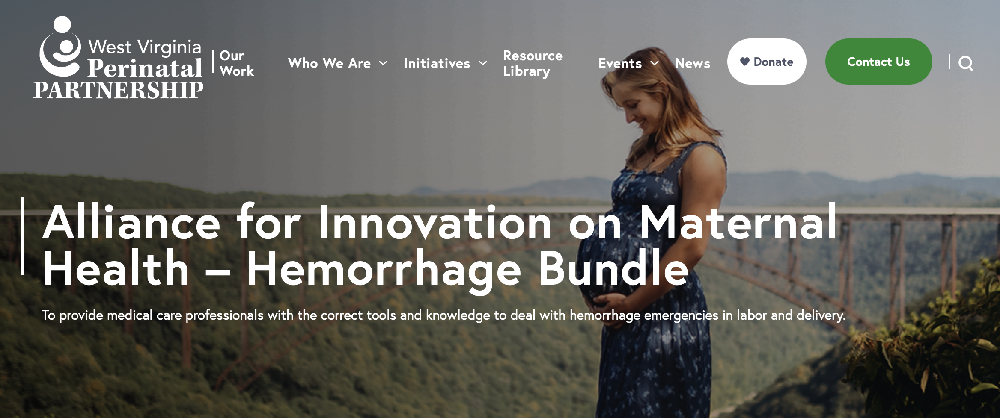 West Virginia
Perinatal
PARTNERSHIP
Our
Work
Who We Are
Initiatives
Resource
Library
Events
News
Donate
Contact Us
Alliance for Innovation on Maternal
Health – Hemorrhage Bundle
To provide medical care professionals with the correct tools and knowledge to deal with hemorrhage emergencies in labor and delivery.